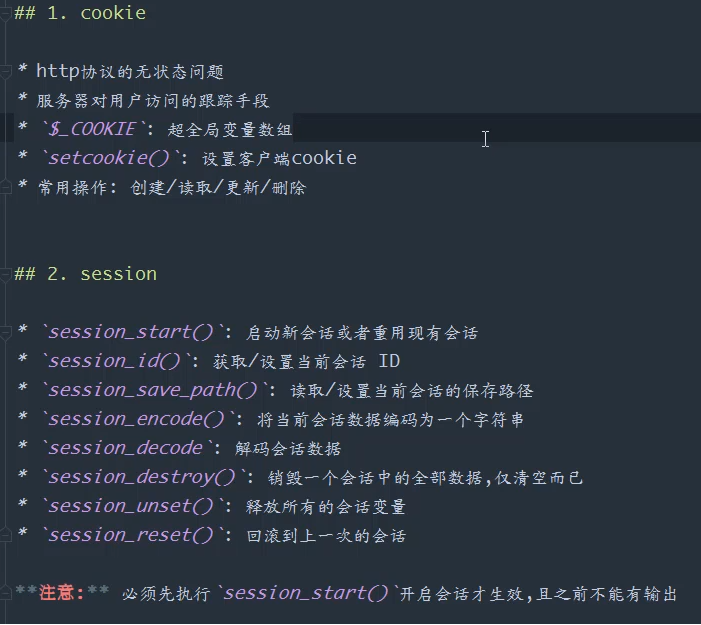 ## 1. cookie
* http协议的无状态问题
* 服务器对用户访问的跟踪手段
* `$_COOKIE`: 超全局变量数组
* `setcookie()`: 设置客户端cookie
* 常用操作: 创建/读取/更新/删除
## 2. session
* `session_start()`: 启动新会话或者重用现有会话
* `session_id()`: 获取/设置当前会话 ID
* `session_save_path()`: 读取/设置当前会话的保存路径
* `session_encode()`: 将当前会话数据编码为一个字符串
* `session_decode`: 解码会话数据
* `session_destroy()`: 销毁一个会话中的全部数据,仅清空而已
* `session_unset()`: 释放所有的会话变量
* `session_reset()`: 回滚到上一次的会话
**注意:** 必须先执行`session_start()`开启会话才生效,且之前不能有输出